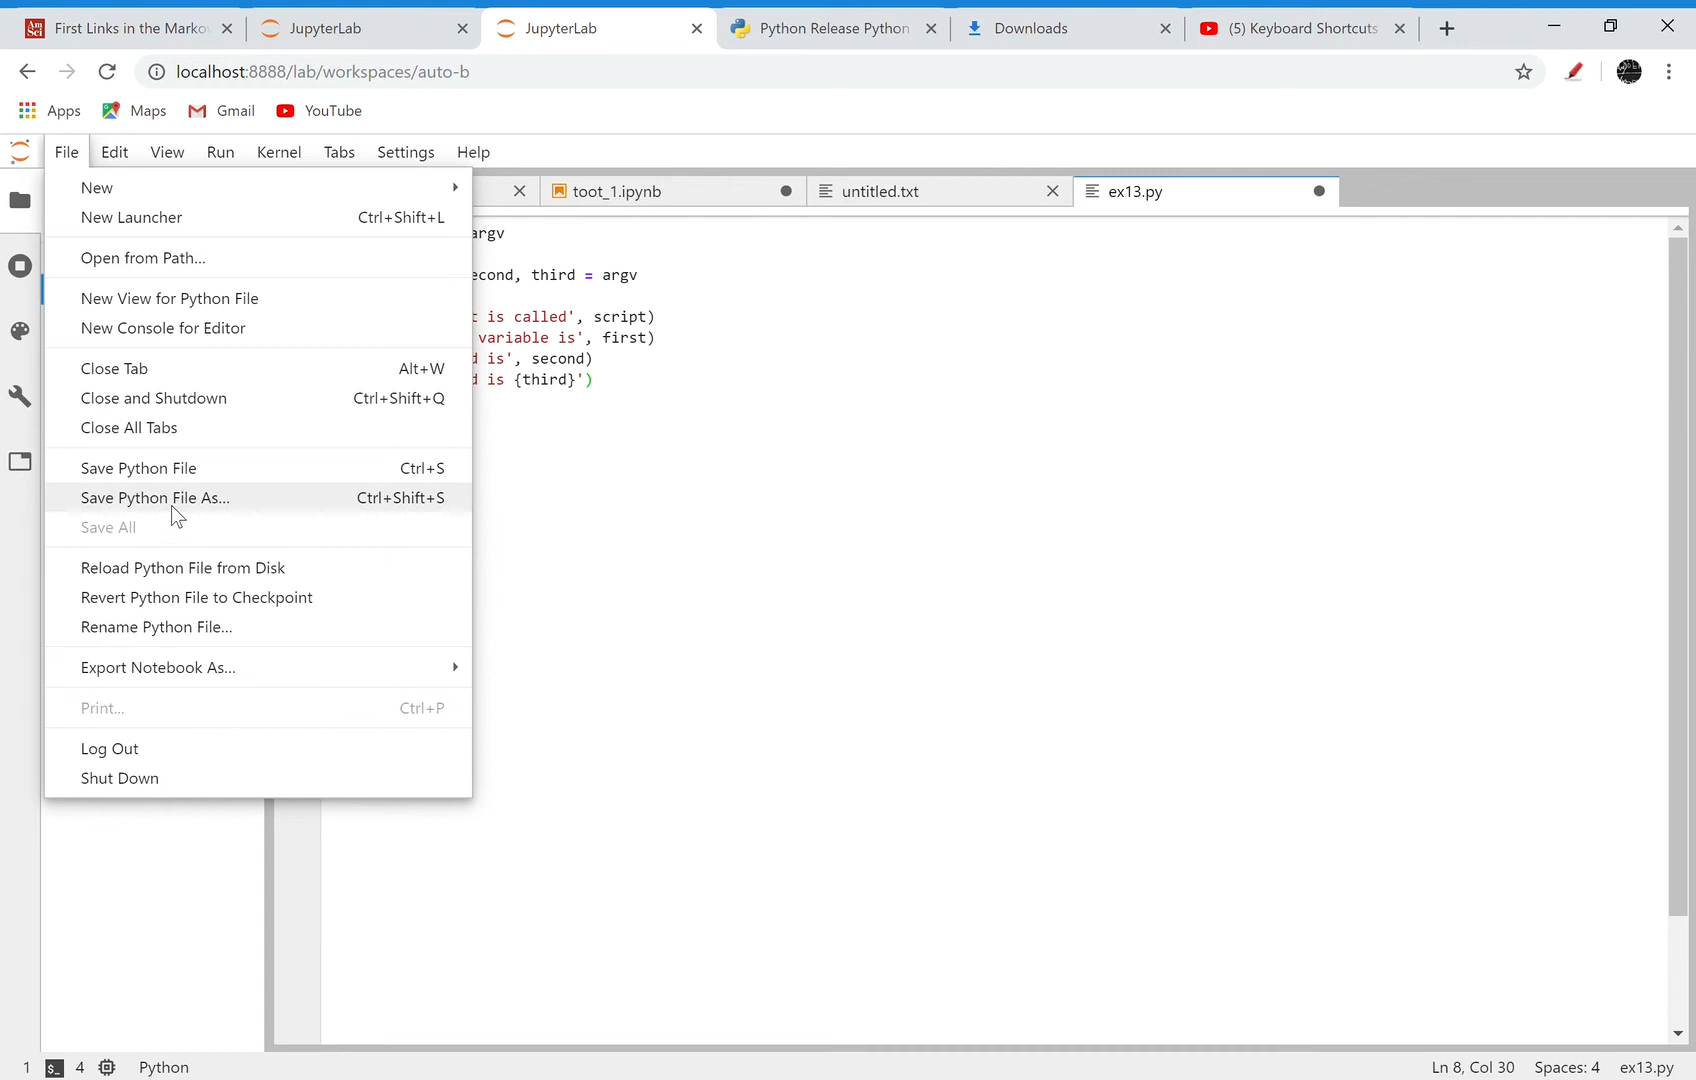 Am Sci First Links in the Marko
JupyterLab
JupyterLab
Python Release Python
Downloads
(5) Keyboard Shortcuts
localhost:8888/lab/workspaces/auto-b
Apps Maps Gmail YouTube
File Edit View Run Kernel Tabs Settings Help
New
New Launcher Ctrl+Shift+L
Open from Path...
New View for Python File
New Console for Editor
Close Tab Alt+W
Close and Shutdown Ctrl+Shift+Q
Close All Tabs
Save Python File Ctrl+S
Save Python File As... Ctrl+Shift+S
Save All
Reload Python File from Disk
Revert Python File to Checkpoint
Rename Python File...
Export Notebook As...
Print... Ctrl+P
Log Out
Shut Down
toot_1.ipynb
untitled.txt
ex13.py
argv
econd, third = argv
t is called', script)
variable is', first)
d is', second)
d is {third}')
1 $_ 4 Python
Ln 8, Col 30 Spaces: 4 ex13.py